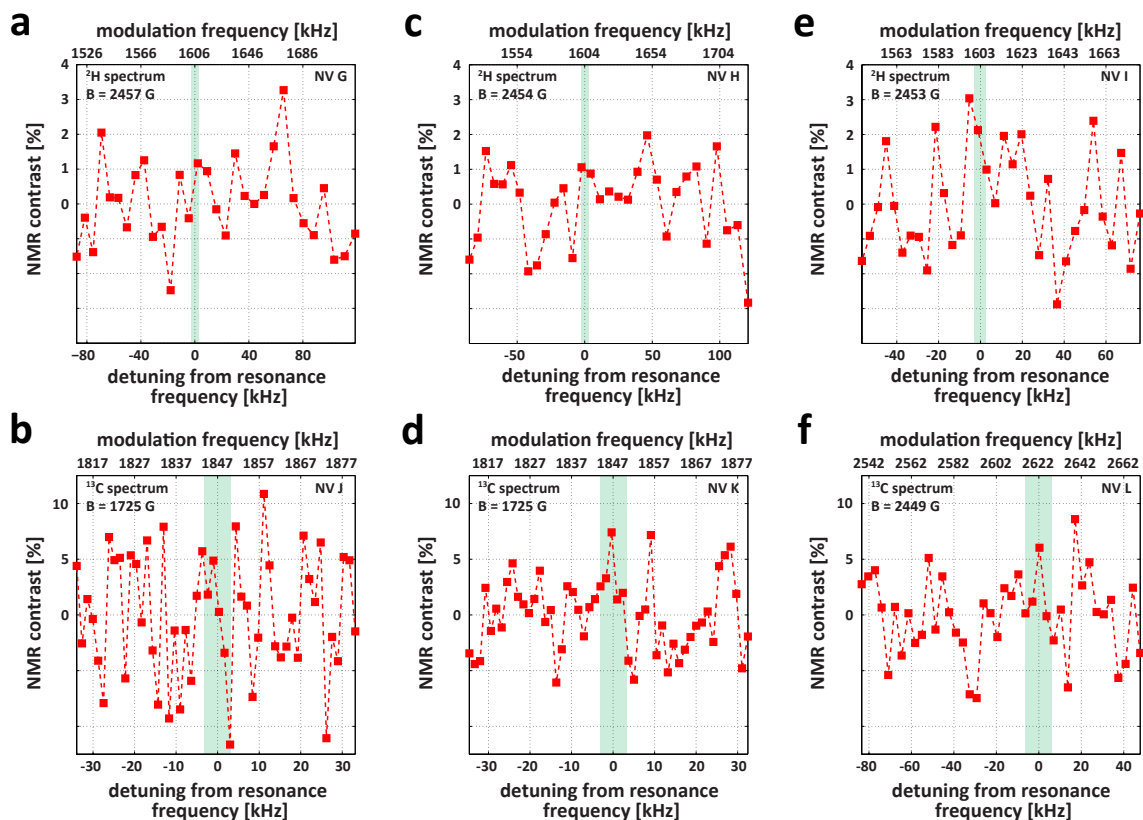 a
modulation frequency [kHz]
1526 1566 1606 1646 1686
²H spectrum
B = 2457 G
NV G
NMR contrast [%]
4
3
2
1
0
−80 -40 0 40 80
detuning from resonance
frequency [kHz]
c
modulation frequency [kHz]
1554 1604 1654 1704
²H spectrum
B = 2454 G
NV H
NMR contrast [%]
4
3
2
1
0
-50 0 50 100
detuning from resonance
frequency [kHz]
e
modulation frequency [kHz]
1563 1583 1603 1623 1643 1663
²H spectrum
B = 2453 G
NV I
NMR contrast [%]
4
3
2
1
0
-40 -20 0 20 40 60
detuning from resonance
frequency [kHz]
b
modulation frequency [kHz]
1817 1827 1837 1847 1857 1867 1877
¹³C spectrum
B = 1725 G
NV J
NMR contrast [%]
10
5
0
-30 -20 -10 0 10 20 30
detuning from resonance
frequency [kHz]
d
modulation frequency [kHz]
1817 1827 1837 1847 1857 1867 1877
¹³C spectrum
B = 1725 G
NV K
NMR contrast [%]
10
5
0
-30 -20 -10 0 10 20 30
detuning from resonance
frequency [kHz]
f
modulation frequency [kHz]
2542 2562 2582 2602 2622 2642 2662
¹³C spectrum
B = 2449 G
NV L
NMR contrast [%]
10
5
0
-80 -60 -40 -20 0 20 40
detuning from resonance
frequency [kHz]